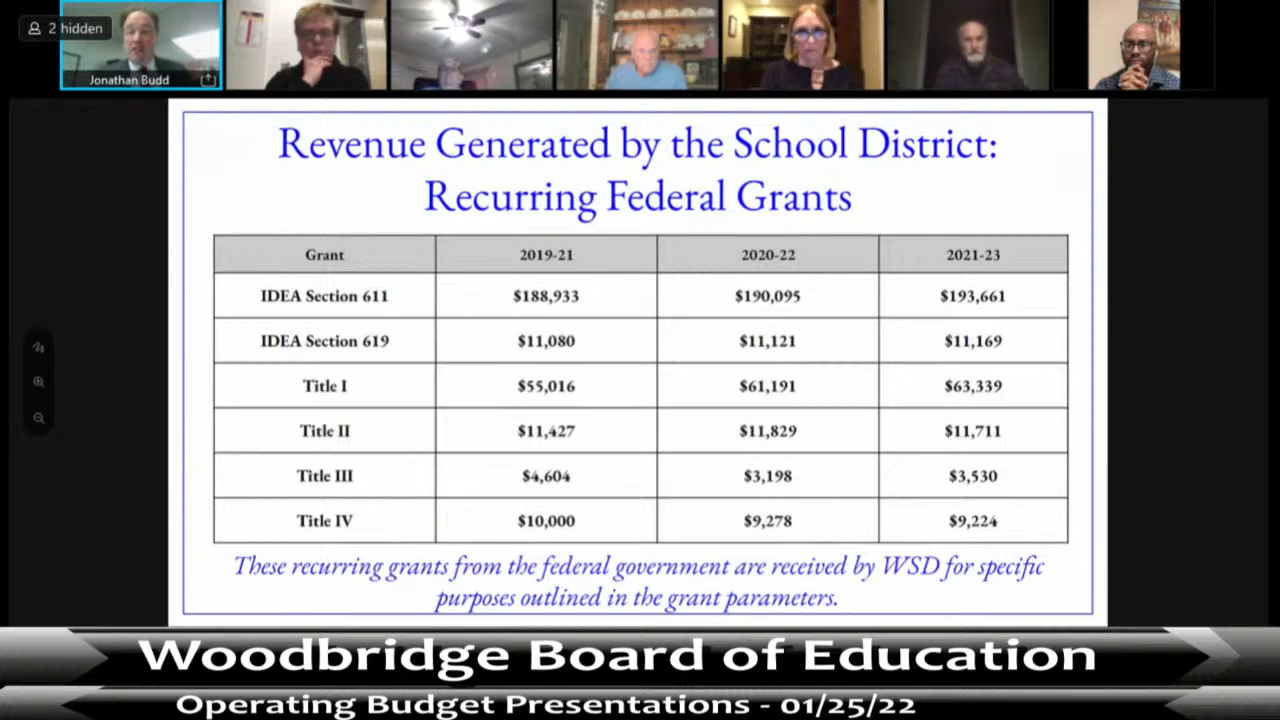 2 hidden
Jonathan Budd
Revenue Generated by the School District:
Recurring Federal Grants
Grant 2019-21 2020-22 2021-23
IDEA Section 611 $188,933 $190,095 $193,661
IDEA Section 619 $11,080 $11,121 $11,169
Title I $55,016 $61,191 $63,339
Title II $11,427 $11,829 $11,711
Title III $4,604 $3,198 $3,530
Title IV $10,000 $9,278 $9,224
These recurring grants from the federal government are received by WSD for specific
purposes outlined in the grant parameters.
Woodbridge Board of Education
Operating Budget Presentations - 01/25/22